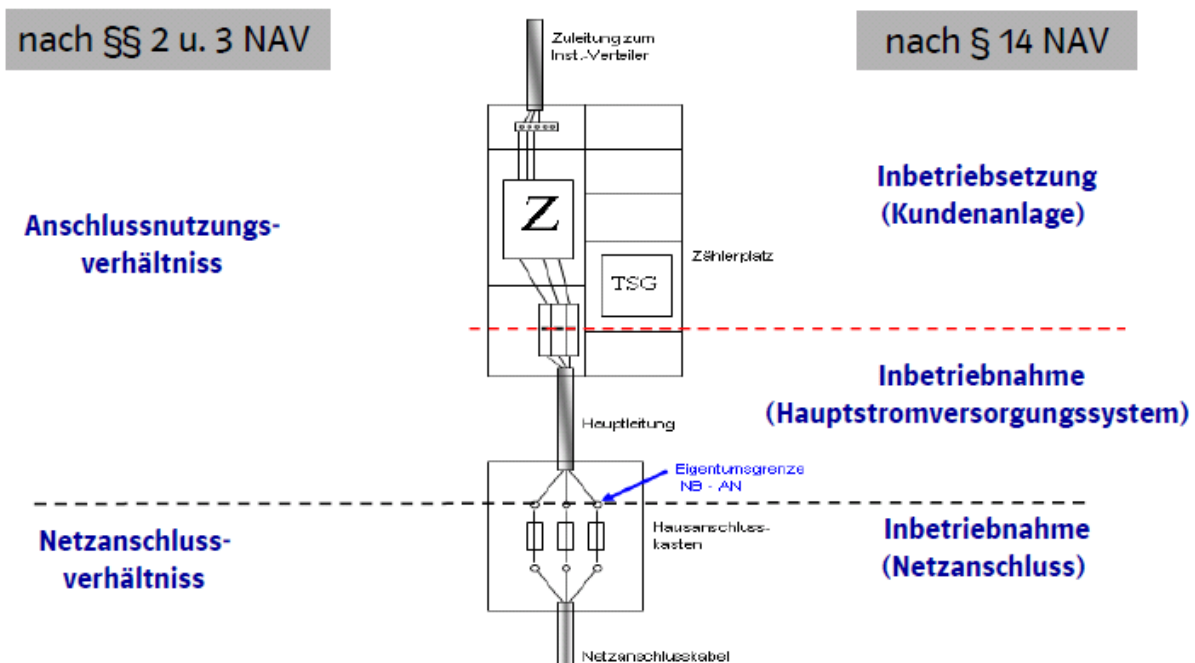 nach §§ 2 u. 3 NAV
Zuleitung zum
Inst.-Verteiler
nach § 14 NAV
Anschlussnutzungs-
verhältniss
Z
TSG
Zählerplatz
Inbetriebsetzung
(Kundenanlage)
Inbetriebnahme
(Hauptstromversorgungssystem)
Hauptleitung
Eigentumsgrenze
NB - AN
Netzanschluss-
verhältniss
Hausanschluss-
kasten
Inbetriebnahme
(Netzanschluss)
Netzanschlusskabel